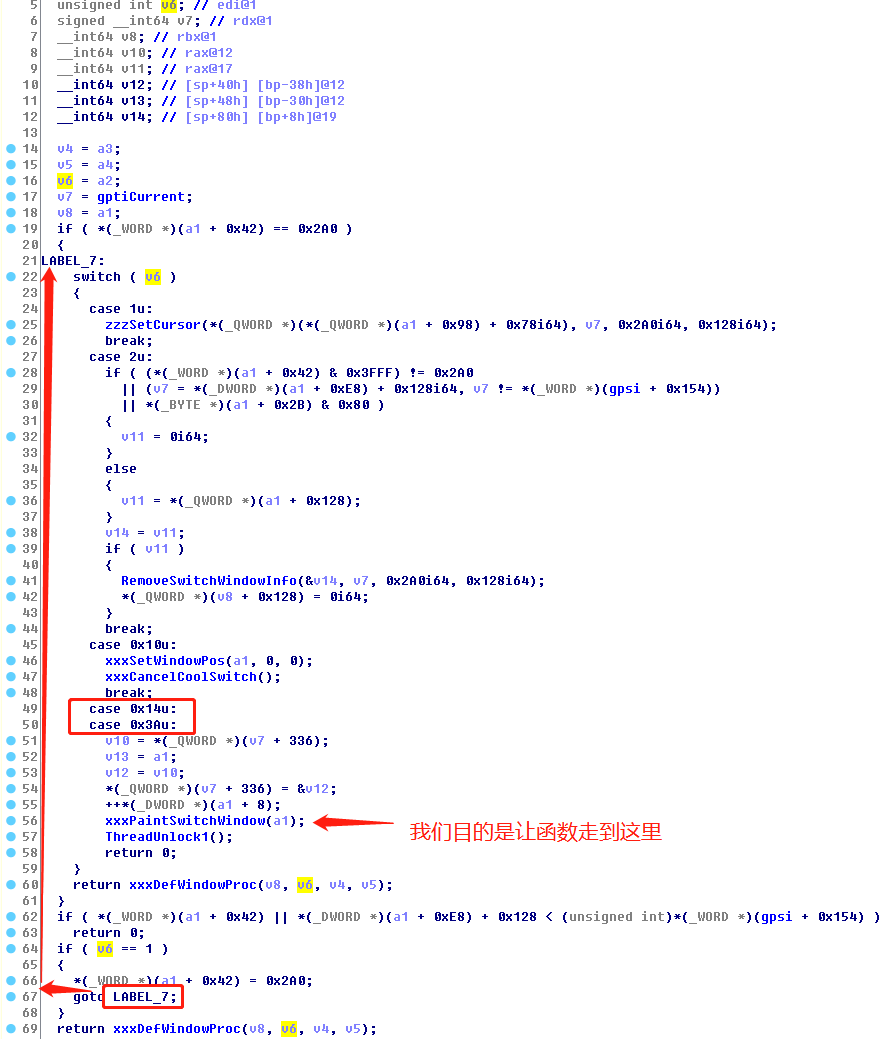 5 unsigned int v6; // edi@1
6 signed __int64 v7; // rdx@1
7 __int64 v8; // rbx@1
8 __int64 v10; // rax@12
9 __int64 v11; // rax@17
10 __int64 v12; // [sp+40h] [bp-38h]@12
11 __int64 v13; // [sp+48h] [bp-30h]@12
12 __int64 v14; // [sp+80h] [bp+8h]@19
13
14 v4 = a3;
15 v5 = a4;
16 v6 = a2;
17 v7 = gptiCurrent;
18 v8 = a1;
19 if ( *(_WORD *)(a1 + 0x42) == 0x2A0 )
20 {
21 LABEL_7:
22 switch ( v6 )
23 {
24 case 1u:
25 zzzSetCursor(*(_QWORD *)(*(_QWORD *)(a1 + 0x98) + 0x78i64), v7, 0x2A0i64, 0x128i64);
26 break;
27 case 2u:
28 if ( (*(_WORD *)(a1 + 0x42) & 0x3FFF) != 0x2A0
29 || (v7 = *(_DWORD *)(a1 + 0xE8) + 0x128i64, v7 != *(_WORD *)(gpsi + 0x154))
30 || *(_BYTE *)(a1 + 0x2B) & 0x80 )
31 {
32 v11 = 0i64;
33 }
34 else
35 {
36 v11 = *(_QWORD *)(a1 + 0x128);
37 }
38 v14 = v11;
39 if ( v11 )
40 {
41 RemoveSwitchWindowInfo(&v14, v7, 0x2A0i64, 0x128i64);
42 *(_QWORD *)(v8 + 0x128) = 0i64;
43 }
44 break;
45 case 0x10u:
46 xxxSetWindowPos(a1, 0, 0);
47 xxxCancelCoolSwitch();
48 break;
49 case 0x14u:
50 case 0x3Au:
51 v10 = *(_QWORD *)(v7 + 336);
52 v13 = a1;
53 v12 = v10;
54 *(_QWORD *)(v7 + 336) = &v12;
55 ++*(_DWORD *)(a1 + 8);
56 xxxPaintSwitchWindow(a1); 我们目的是让函数走到这里
57 ThreadUnlock1();
58 return 0;
59 }
60 return xxxDefWindowProc(v8, v6, v4, v5);
61 }
62 if ( *(_WORD *)(a1 + 0x42) || *(_DWORD *)(a1 + 0xE8) + 0x128 < (unsigned int)*(_WORD *)(gpsi + 0x154) )
63 return 0;
64 if ( v6 == 1 )
65 {
66 *(_WORD *)(a1 + 0x42) = 0x2A0;
67 goto LABEL_7;
68 }
69 return xxxDefWindowProc(v8, v6, v4, v5);